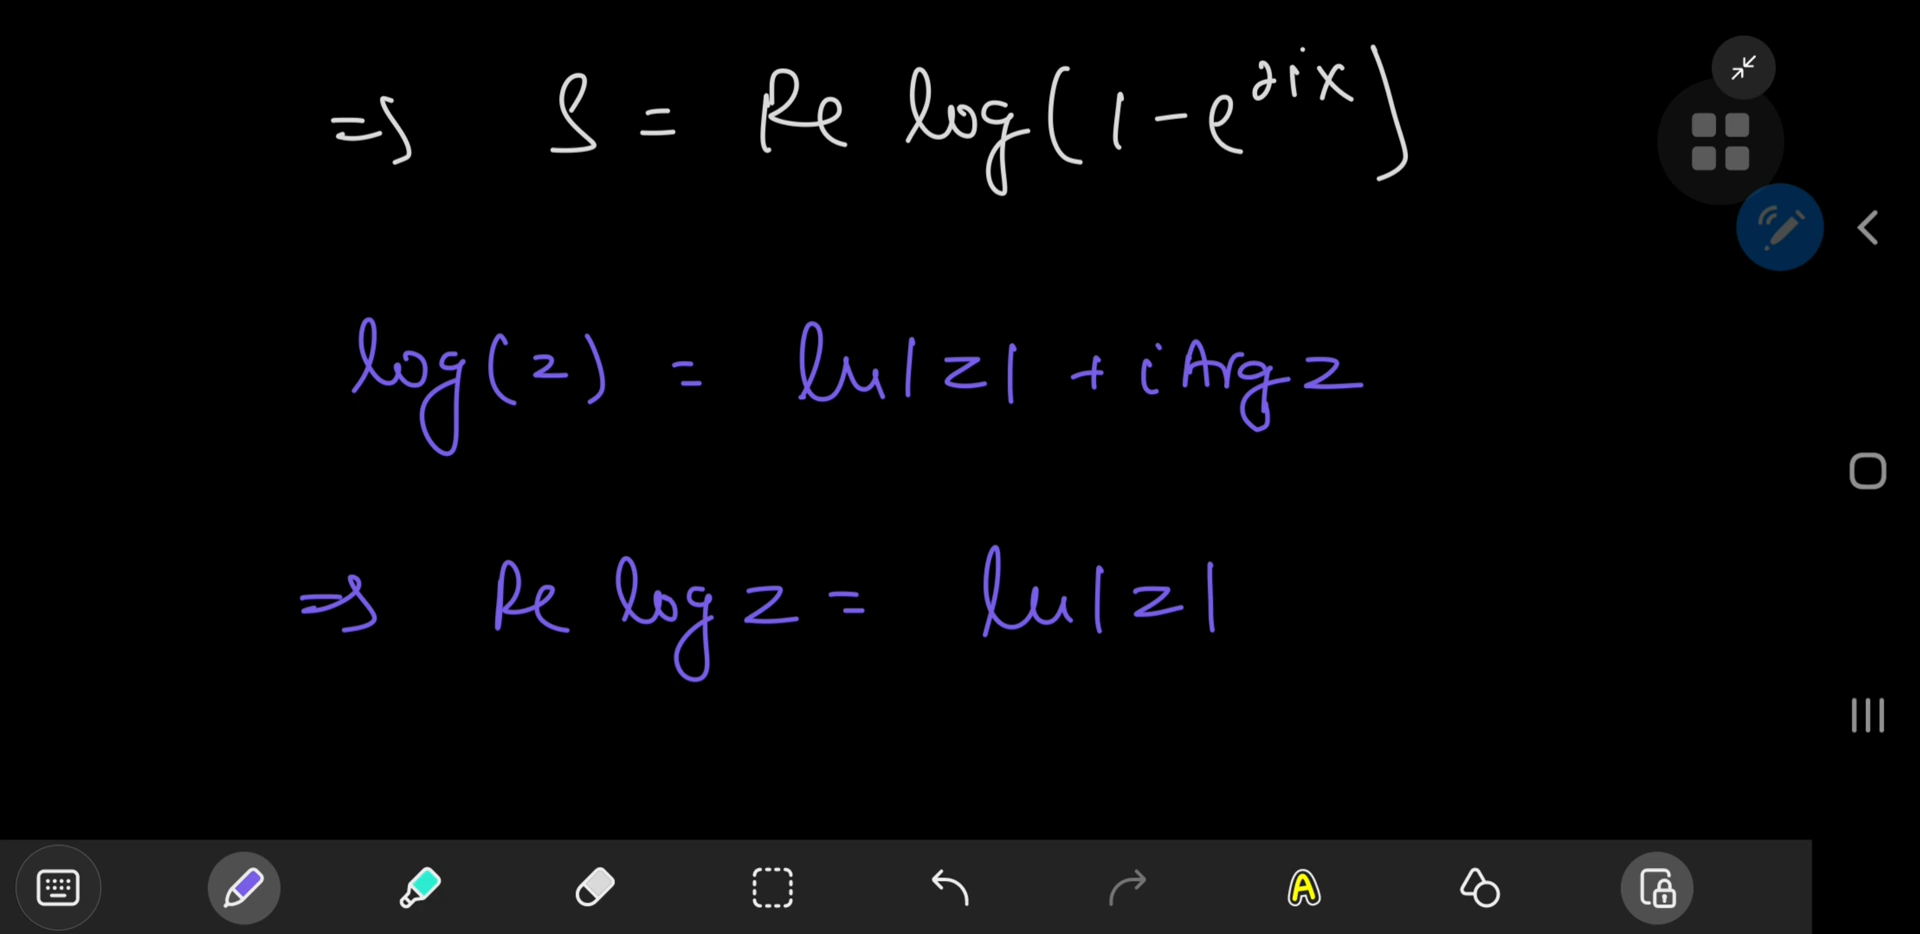 ⇒ S = Re log(1-e^{2ix})
log(z) = ln|z| + i Arg z
⇒ Re log z = ln|z|
A